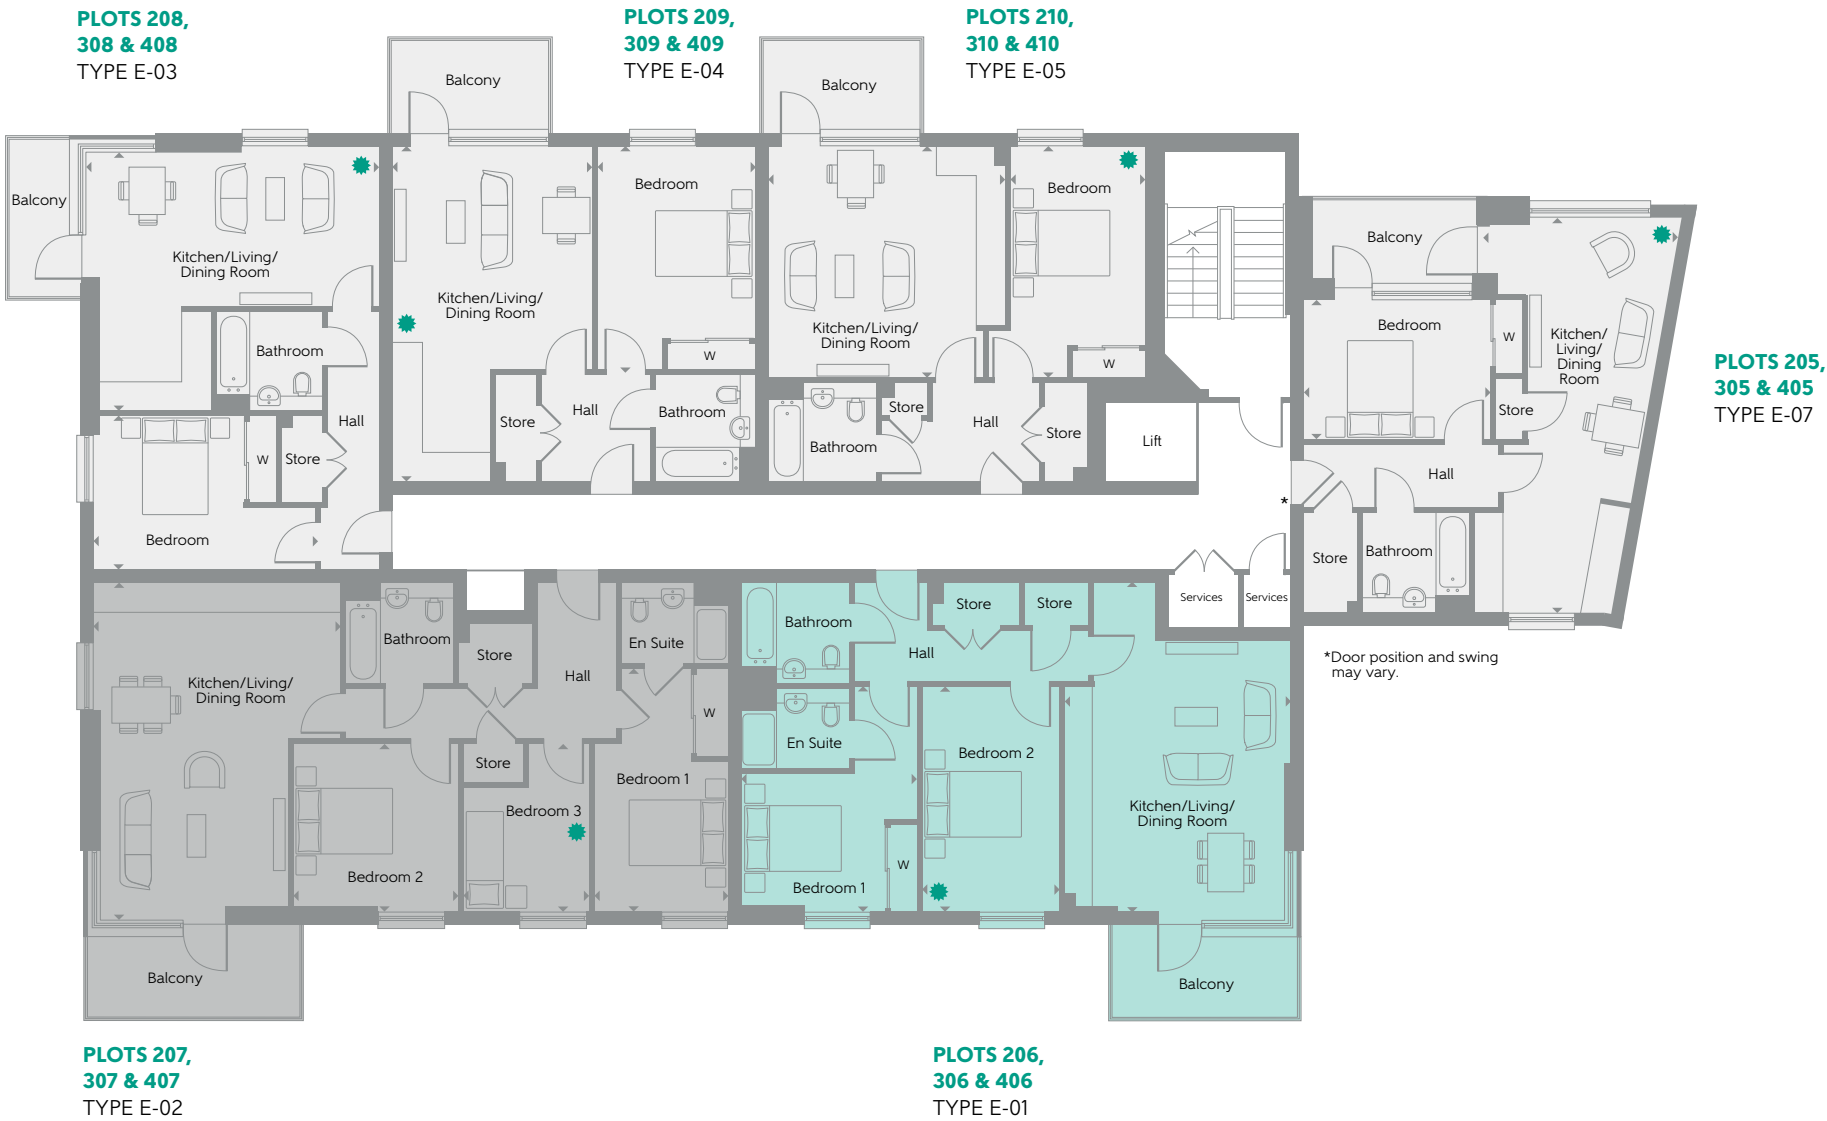 PLOTS 208,
308 & 408
TYPE E-03
PLOTS 209,
309 & 409
TYPE E-04
PLOTS 210,
310 & 410
TYPE E-05
Balcony
Kitchen/Living/
Dining Room
Bathroom
Hall
W
Store
Bedroom
Balcony
Kitchen/Living/
Dining Room
Bedroom
W
Store
Hall
Bathroom
Balcony
Kitchen/Living/
Dining Room
Bedroom
W
Store
Bathroom
Hall
Store
Lift
*
Balcony
Bedroom
W
Kitchen/
Living/
Dining
Room
Store
Hall
Store
Bathroom
PLOTS 205,
305 & 405
TYPE E-07
*Door position and swing
may vary.
Services
Services
Kitchen/Living/
Dining Room
Bathroom
Store
Hall
En Suite
W
Store
Bedroom 1
Bedroom 3
Bedroom 2
Balcony
Bathroom
Store
Store
Hall
En Suite
Bedroom 2
W
Bedroom 1
Kitchen/Living/
Dining Room
Balcony
PLOTS 207,
307 & 407
TYPE E-02
PLOTS 206,
306 & 406
TYPE E-01